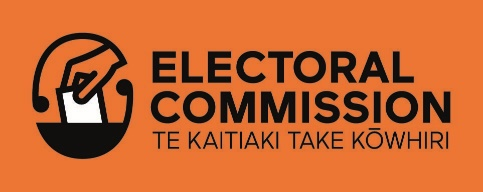 ELECTORAL
COMMISSION
TE KAITIAKI TAKE KŌWHIRI